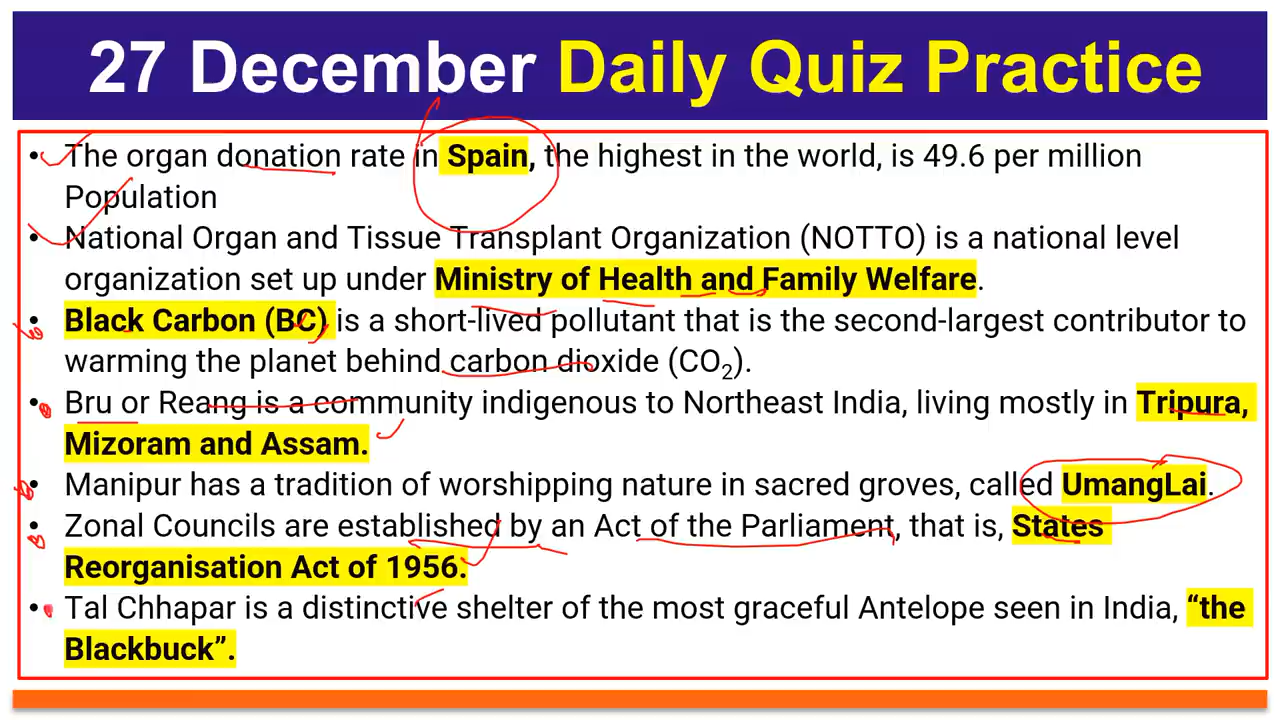 27 December Daily Quiz Practice
• The organ donation rate in Spain, the highest in the world, is 49.6 per million
Population
• National Organ and Tissue Transplant Organization (NOTTO) is a national level
organization set up under Ministry of Health and Family Welfare.
• Black Carbon (BC) is a short-lived pollutant that is the second-largest contributor to
warming the planet behind carbon dioxide (CO₂).
• Bru or Reang is a community indigenous to Northeast India, living mostly in Tripura,
Mizoram and Assam.
• Manipur has a tradition of worshipping nature in sacred groves, called UmangLai.
• Zonal Councils are established by an Act of the Parliament, that is, States
Reorganisation Act of 1956.
• Tal Chhapar is a distinctive shelter of the most graceful Antelope seen in India, “the
Blackbuck”.